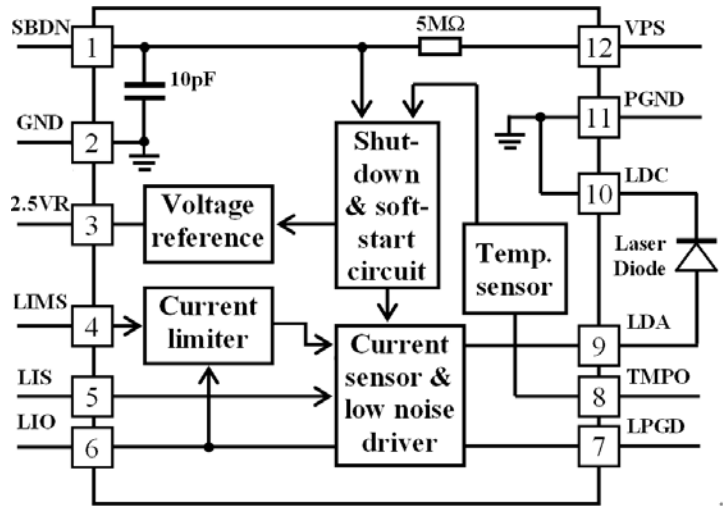 SBDN
1
5MΩ
12
VPS
10pF
GND
2
PGND
11
Shut-
down
& soft-
start
circuit
10
LDC
2.5VR
3
Voltage
reference
Temp.
sensor
Laser
Diode
LIMS
4
Current
limiter
Current
sensor &
low noise
driver
9
LDA
LIS
5
8
TMPO
LIO
6
7
LPGD